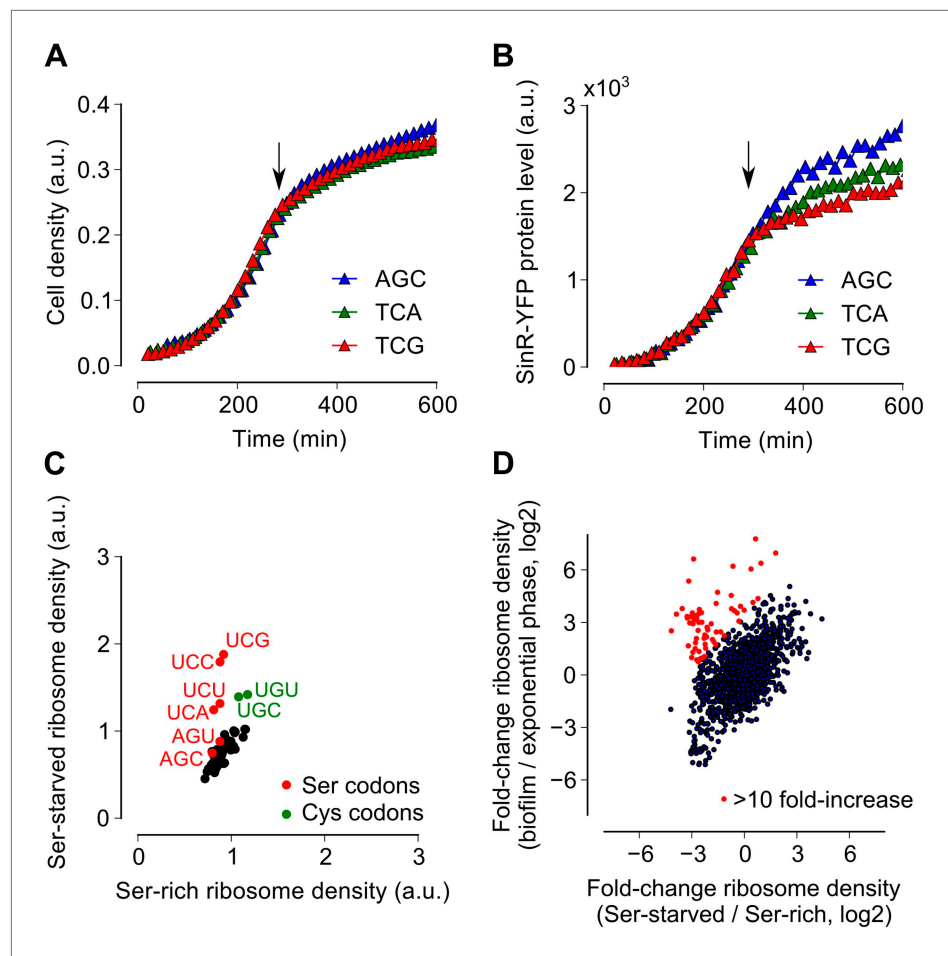 A
Cell density (a.u.)
0.4
0.3
0.2
0.1
0.0
AGC
TCA
TCG
0
200
400
600
Time (min)
B
SinR-YFP protein level (a.u.)
x10³
3
2
1
0
AGC
TCA
TCG
0
200
400
600
Time (min)
C
Ser-starved ribosome density (a.u.)
3
2
1
0
UCG
UCC
UCU
UGU
UCA
UGC
AGU
AGC
Ser codons
Cys codons
0
1
2
3
Ser-rich ribosome density (a.u.)
D
Fold-change ribosome density
(biofilm / exponential phase, log2)
6
3
0
−3
−6
>10 fold-increase
−6
−3
0
3
6
Fold-change ribosome density
(Ser-starved / Ser-rich, log2)